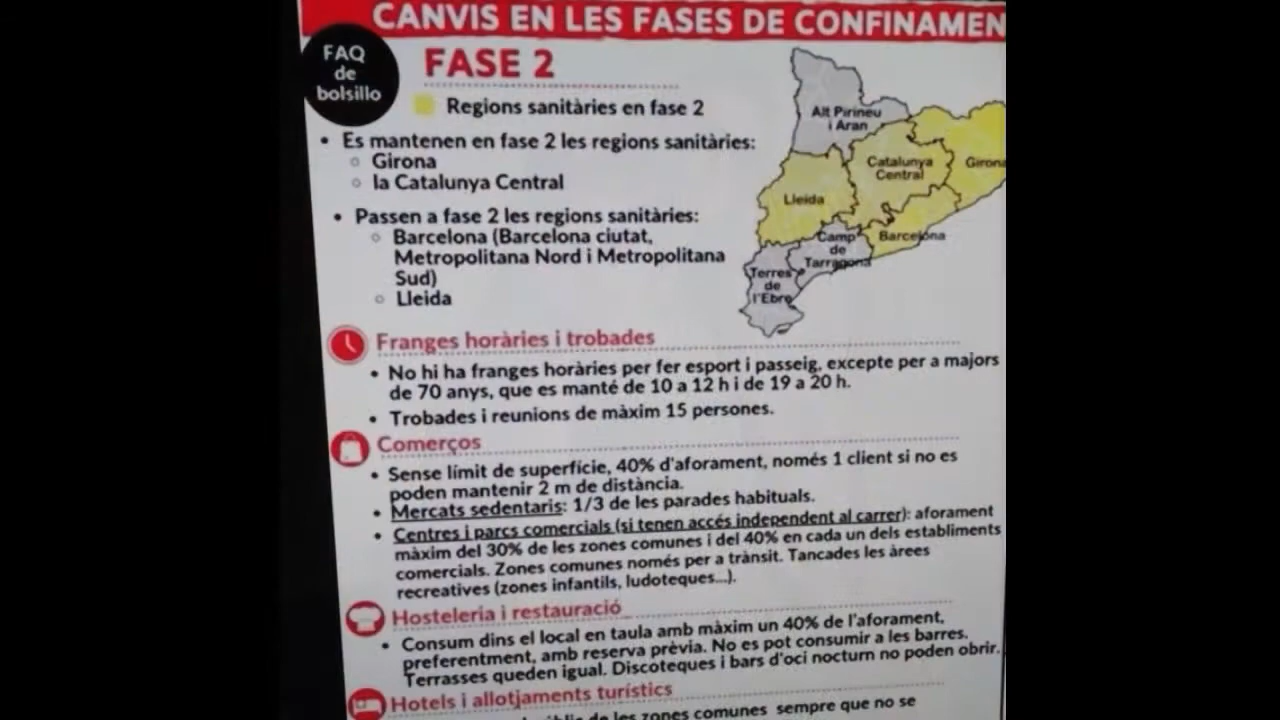 CANVIS EN LES FASES DE CONFINAMEN
FAQ
de
bolsillo
FASE 2
Regions sanitàries en fase 2
• Es mantenen en fase 2 les regions sanitàries:
○ Girona
○ la Catalunya Central
• Passen a fase 2 les regions sanitàries:
○ Barcelona (Barcelona ciutat,
Metropolitana Nord i Metropolitana
Sud)
○ Lleida
Alt Pirineu
i Aran
Catalunya
Central
Girona
Lleida
Barcelona
Camp
de
Tarragona
Terres
de
l'Ebre
Franges horàries i trobades
• No hi ha franges horàries per fer esport i passeig, excepte per a majors
de 70 anys, que es manté de 10 a 12 h i de 19 a 20 h.
• Trobades i reunions de màxim 15 persones.
Comerços
• Sense límit de superfície, 40% d'aforament, només 1 client si no es
poden mantenir 2 m de distància.
• Mercats sedentaris: 1/3 de les parades habituals.
• Centres i parcs comercials (si tenen accés independent al carrer): aforament
màxim del 30% de les zones comunes i del 40% en cada un dels establiments
comercials. Zones comunes només per a trànsit. Tancades les àrees
recreatives (zones infantils, ludoteques...).
Hosteleria i restauració
• Consum dins el local en taula amb màxim un 40% de l'aforament,
preferentment, amb reserva prèvia. No es pot consumir a les barres.
Terrasses queden igual. Discoteques i bars d'oci nocturn no poden obrir.
Hotels i allotjaments turístics
de les zones comunes sempre que no se